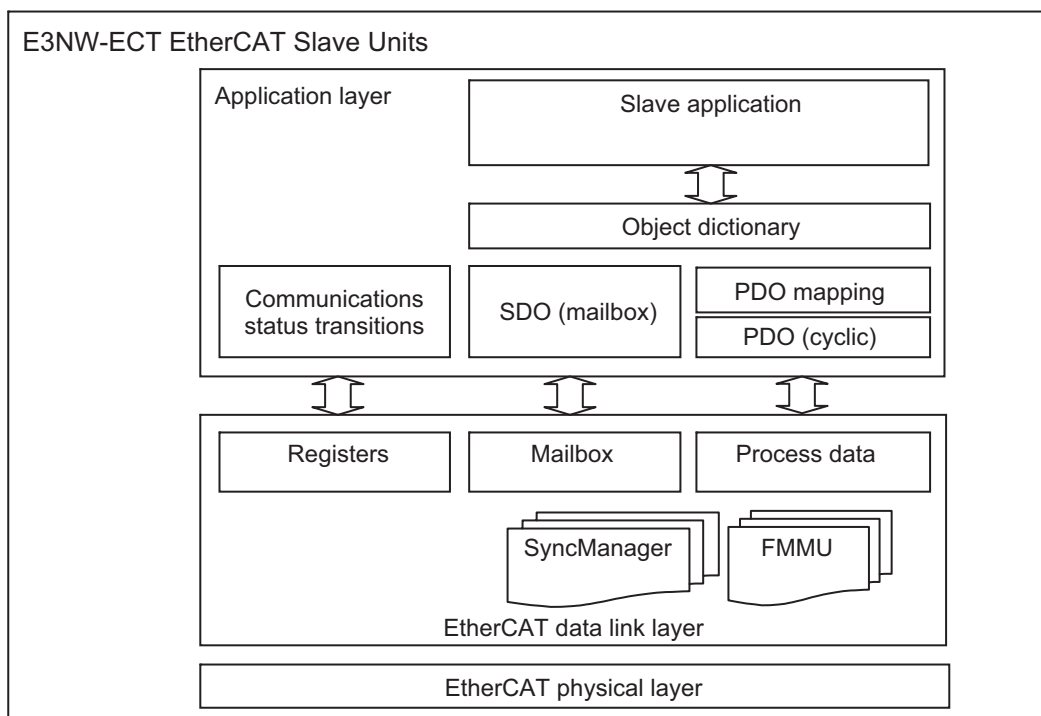 E3NW-ECT EtherCAT Slave Units
Application layer
Slave application
Object dictionary
Communications
status transitions
SDO (mailbox)
PDO mapping
PDO (cyclic)
Registers
Mailbox
Process data
SyncManager
FMMU
EtherCAT data link layer
EtherCAT physical layer